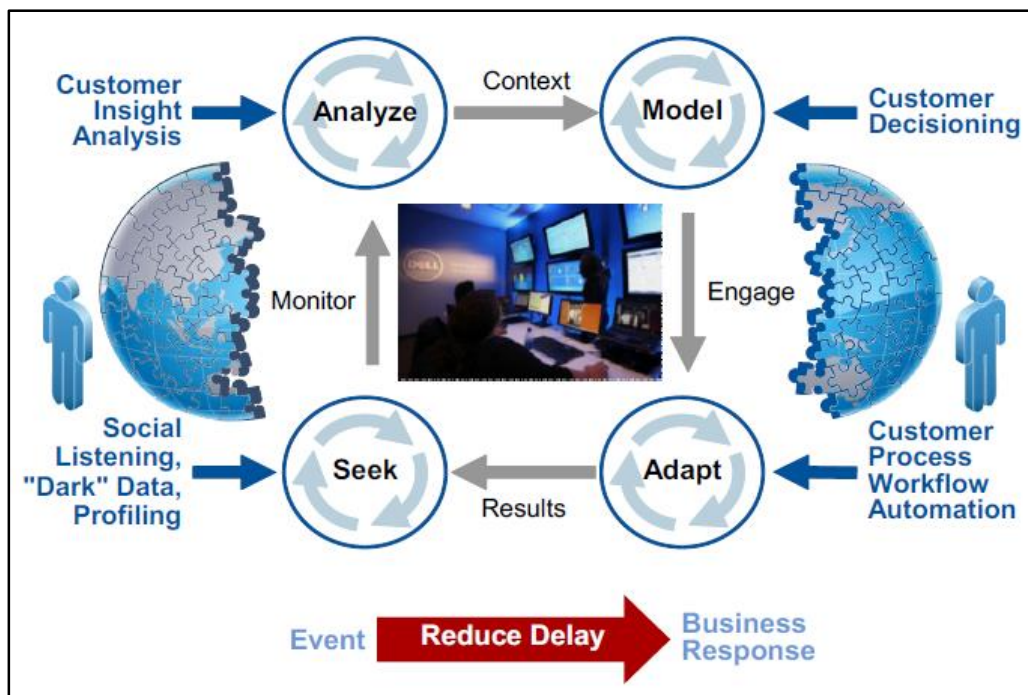 Customer
Insight
Analysis
Analyze
Context
Model
Customer
Decisioning
DELL
Monitor
Engage
Social
Listening,
"Dark" Data,
Profiling
Seek
Results
Adapt
Customer
Process
Workflow
Automation
Event
Reduce Delay
Business
Response